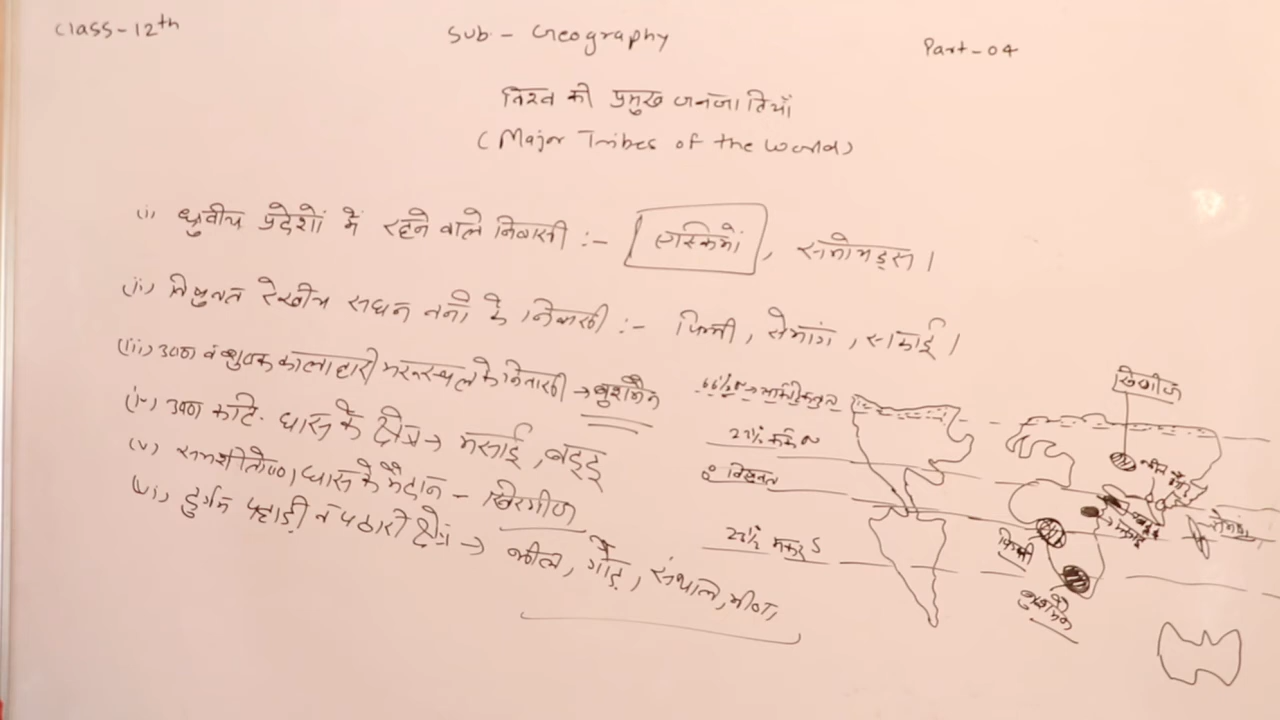 Class-12th
Sub - Geography
Part-04
विश्व की प्रमुख जनजातियाँ
(Major Tribes of the World)
(i) ध्रुवीय प्रदेशों में रहने वाले निवासी :- एस्किमों, सेमोयड्स।
(ii) विषुवत रेखीय सघन वनों के निवासी :- पिग्मी, सेमांग, सकाई।
(iii) उष्ण व शुष्क कालाहारी मरुस्थल के निवासी → बुशमैन
(iv) उष्ण कटि. घास के क्षेत्र → मसाई, बद्दू
(v) समशीतोष्ण घास के मैदान - खिरगीज
(vi) दुर्गम पहाड़ी व पठारी क्षेत्र → भील, गोंड़, संथाल, मीणा,
खिरगीज
66½ N → आर्कटिक वृत्त
23½ कर्क N
0° विषुवत
23½ मकर S
पिग्मी
मसाई
सेमांग
बुशमैन